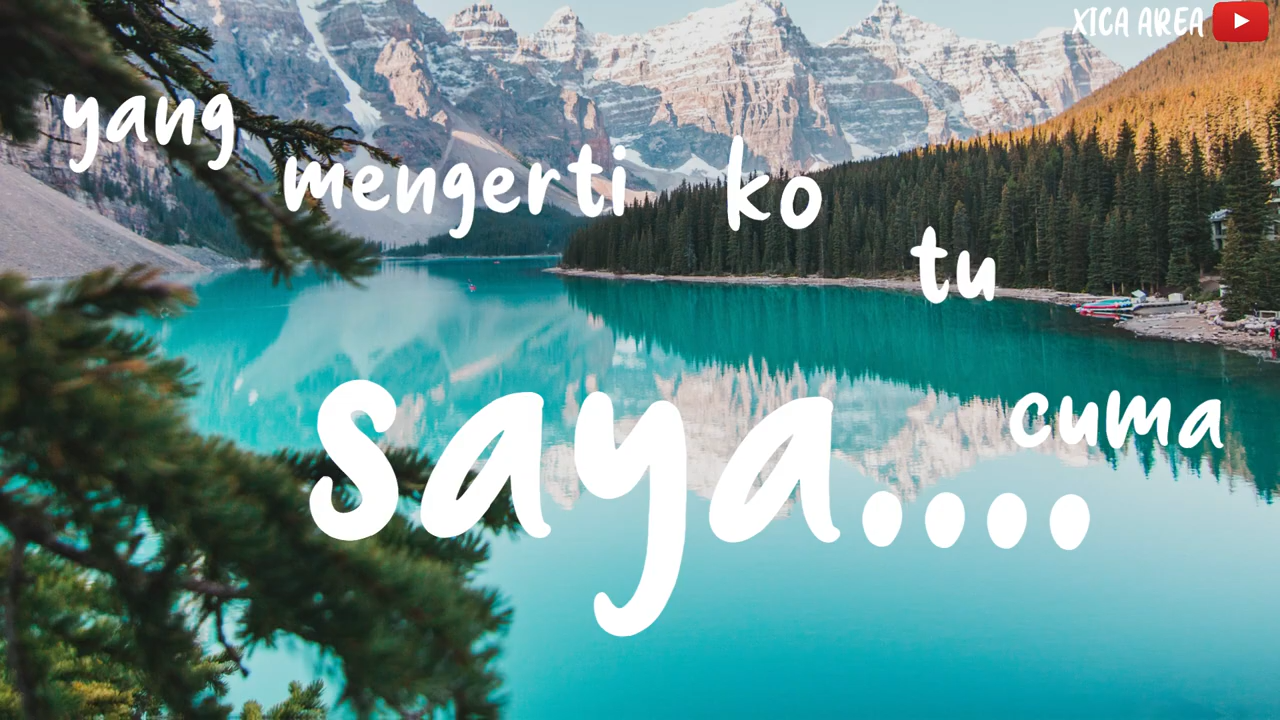 XICA AREA
yang
mengerti
ko
tu
cuma
saya....